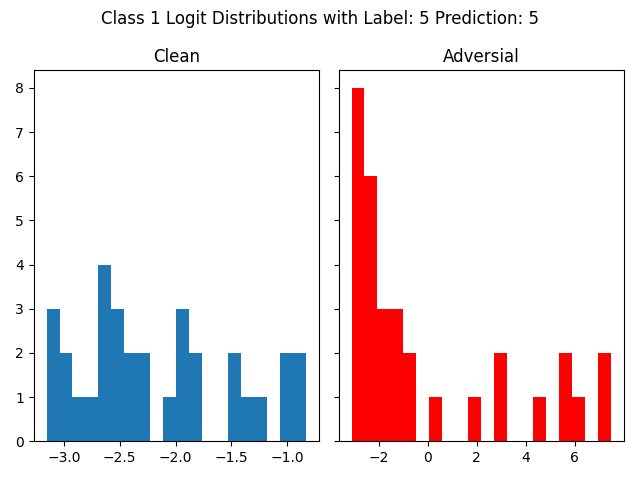 Class 1 Logit Distributions with Label: 5 Prediction: 5
Clean
Adversial
8
7
6
5
4
3
2
1
0
−3.0 −2.5 −2.0 −1.5 −1.0
−2 0 2 4 6